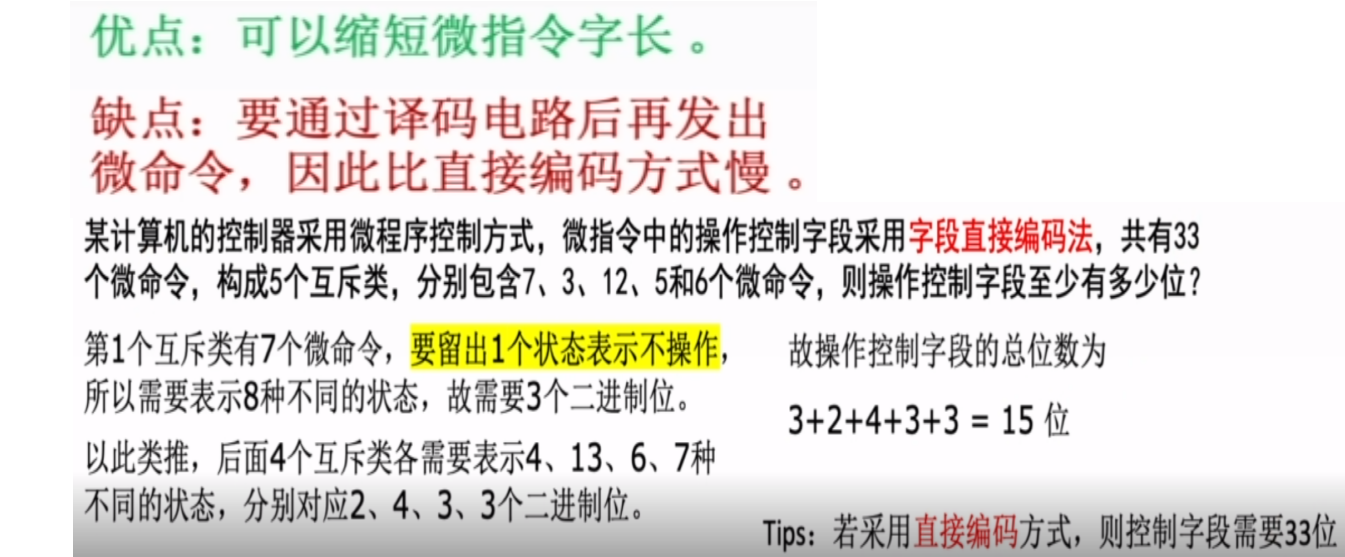 优点：可以缩短微指令字长。
缺点：要通过译码电路后再发出
微命令，因此比直接编码方式慢。
某计算机的控制器采用微程序控制方式，微指令中的操作控制字段采用字段直接编码法，共有33
个微命令，构成5个互斥类，分别包含7、3、12、5和6个微命令，则操作控制字段至少有多少位？
第1个互斥类有7个微命令，要留出1个状态表示不操作，
所以需要表示8种不同的状态，故需要3个二进制位。
以此类推，后面4个互斥类各需要表示4、13、6、7种
不同的状态，分别对应2、4、3、3个二进制位。
故操作控制字段的总位数为
3+2+4+3+3 = 15 位
Tips：若采用直接编码方式，则控制字段需要33位